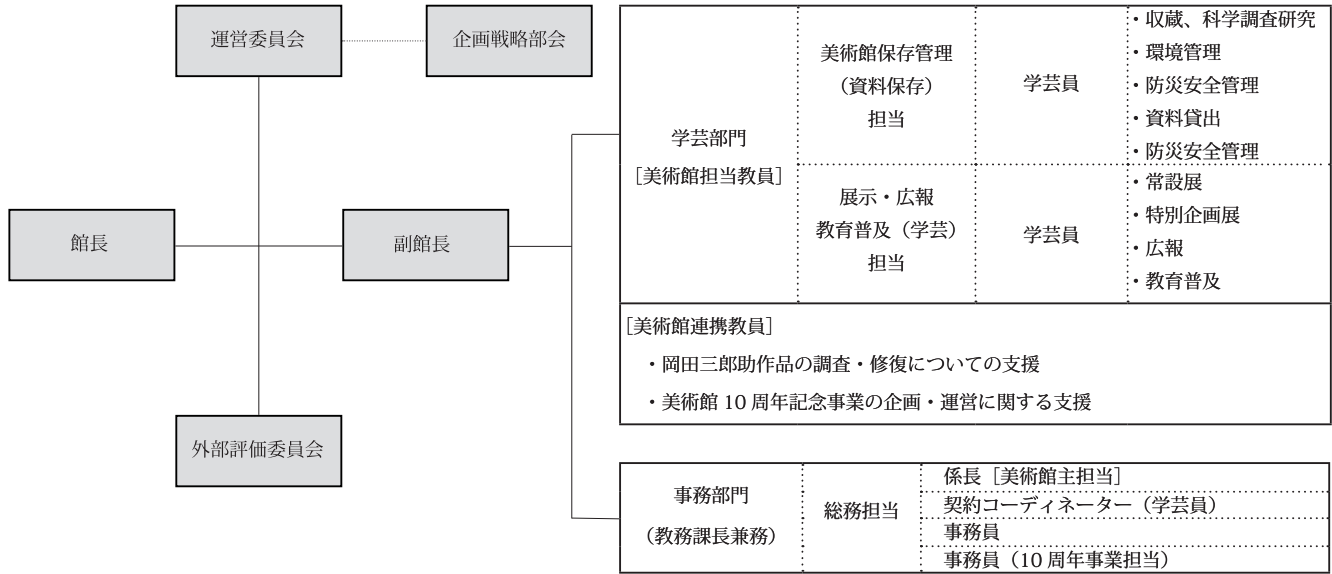 運営委員会
企画戦略部会
館長
副館長
外部評価委員会
学芸部門
［美術館担当教員］
美術館保存管理
（資料保存）
担当
学芸員
・収蔵、科学調査研究
・環境管理
・防災安全管理
・資料貸出
・防災安全管理
展示・広報
教育普及（学芸）
担当
学芸員
・常設展
・特別企画展
・広報
・教育普及
［美術館連携教員］
・岡田三郎助作品の調査・修復についての支援
・美術館 10 周年記念事業の企画・運営に関する支援
事務部門
（教務課長兼務）
総務担当
係長［美術館主担当］
契約コーディネーター（学芸員）
事務員
事務員（10 周年事業担当）